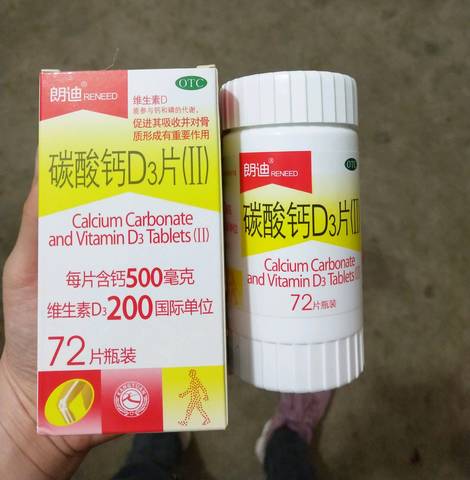 朗迪® RENEED
OTC
维生素D
能参与钙和磷的代谢，
促进其吸收并对骨
质形成有重要作用
碳酸钙D3片(II)
Calcium Carbonate
and Vitamin D3 Tablets (II)
每片含钙500毫克
维生素D3200国际单位
72片瓶装
朗迪® RENEED
OTC
碳酸钙D3片(II
Calcium Carbonate
and Vitamin D3 Tablets (I
72片瓶装